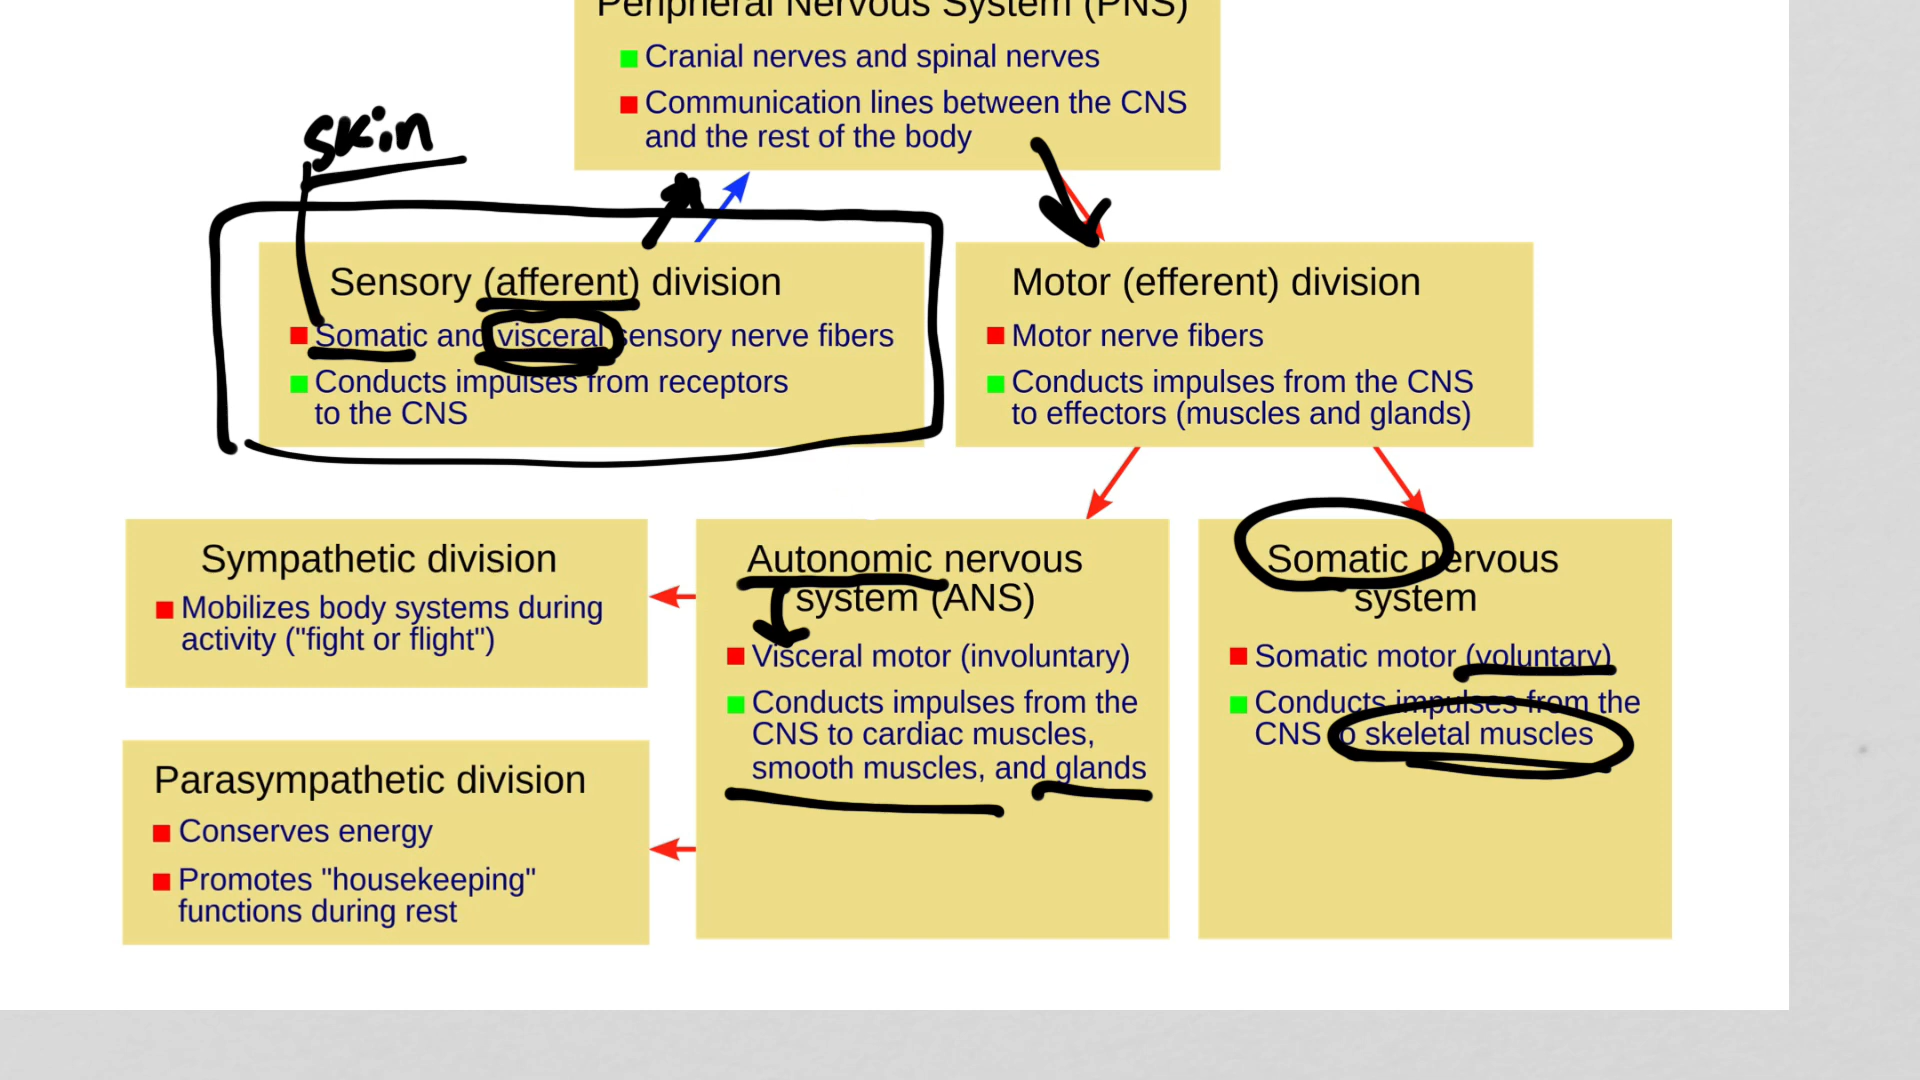 Peripheral Nervous System (PNS)
Cranial nerves and spinal nerves
Communication lines between the CNS
and the rest of the body
skin
Sensory (afferent) division
Somatic and visceral sensory nerve fibers
Conducts impulses from receptors
to the CNS
Motor (efferent) division
Motor nerve fibers
Conducts impulses from the CNS
to effectors (muscles and glands)
Sympathetic division
Mobilizes body systems during
activity ("fight or flight")
Autonomic nervous
system (ANS)
Visceral motor (involuntary)
Conducts impulses from the
CNS to cardiac muscles,
smooth muscles, and glands
Somatic nervous
system
Somatic motor (voluntary)
Conducts impulses from the
CNS to skeletal muscles
Parasympathetic division
Conserves energy
Promotes "housekeeping"
functions during rest